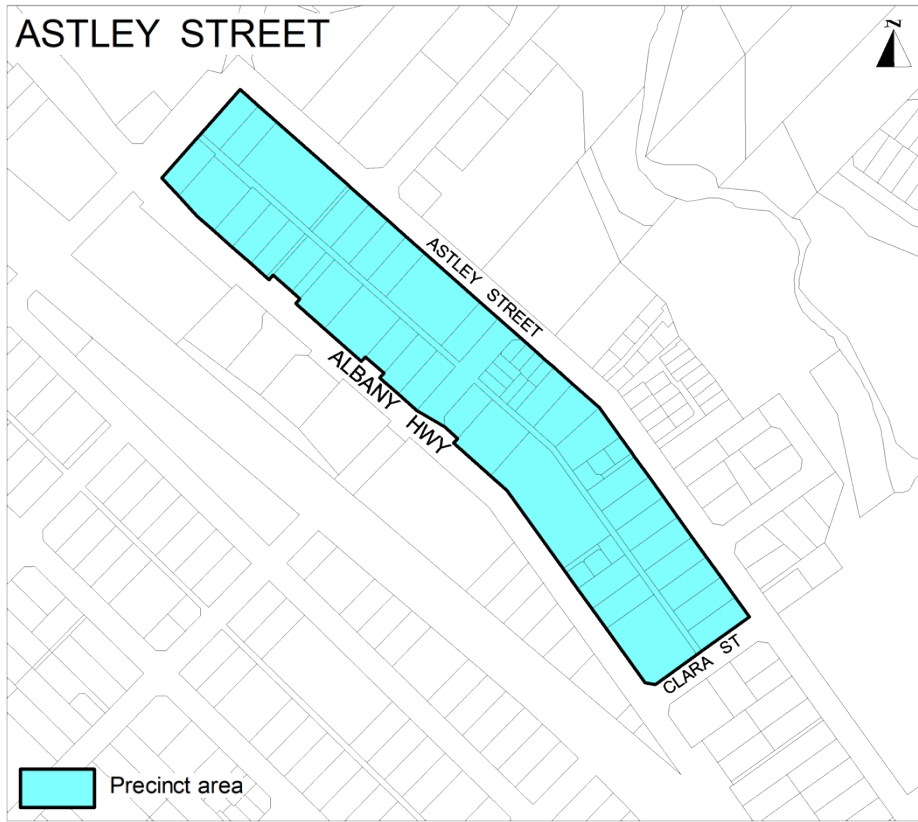 ASTLEY STREET
N
ASTLEY STREET
ALBANY HWY
CLARA ST
Precinct area